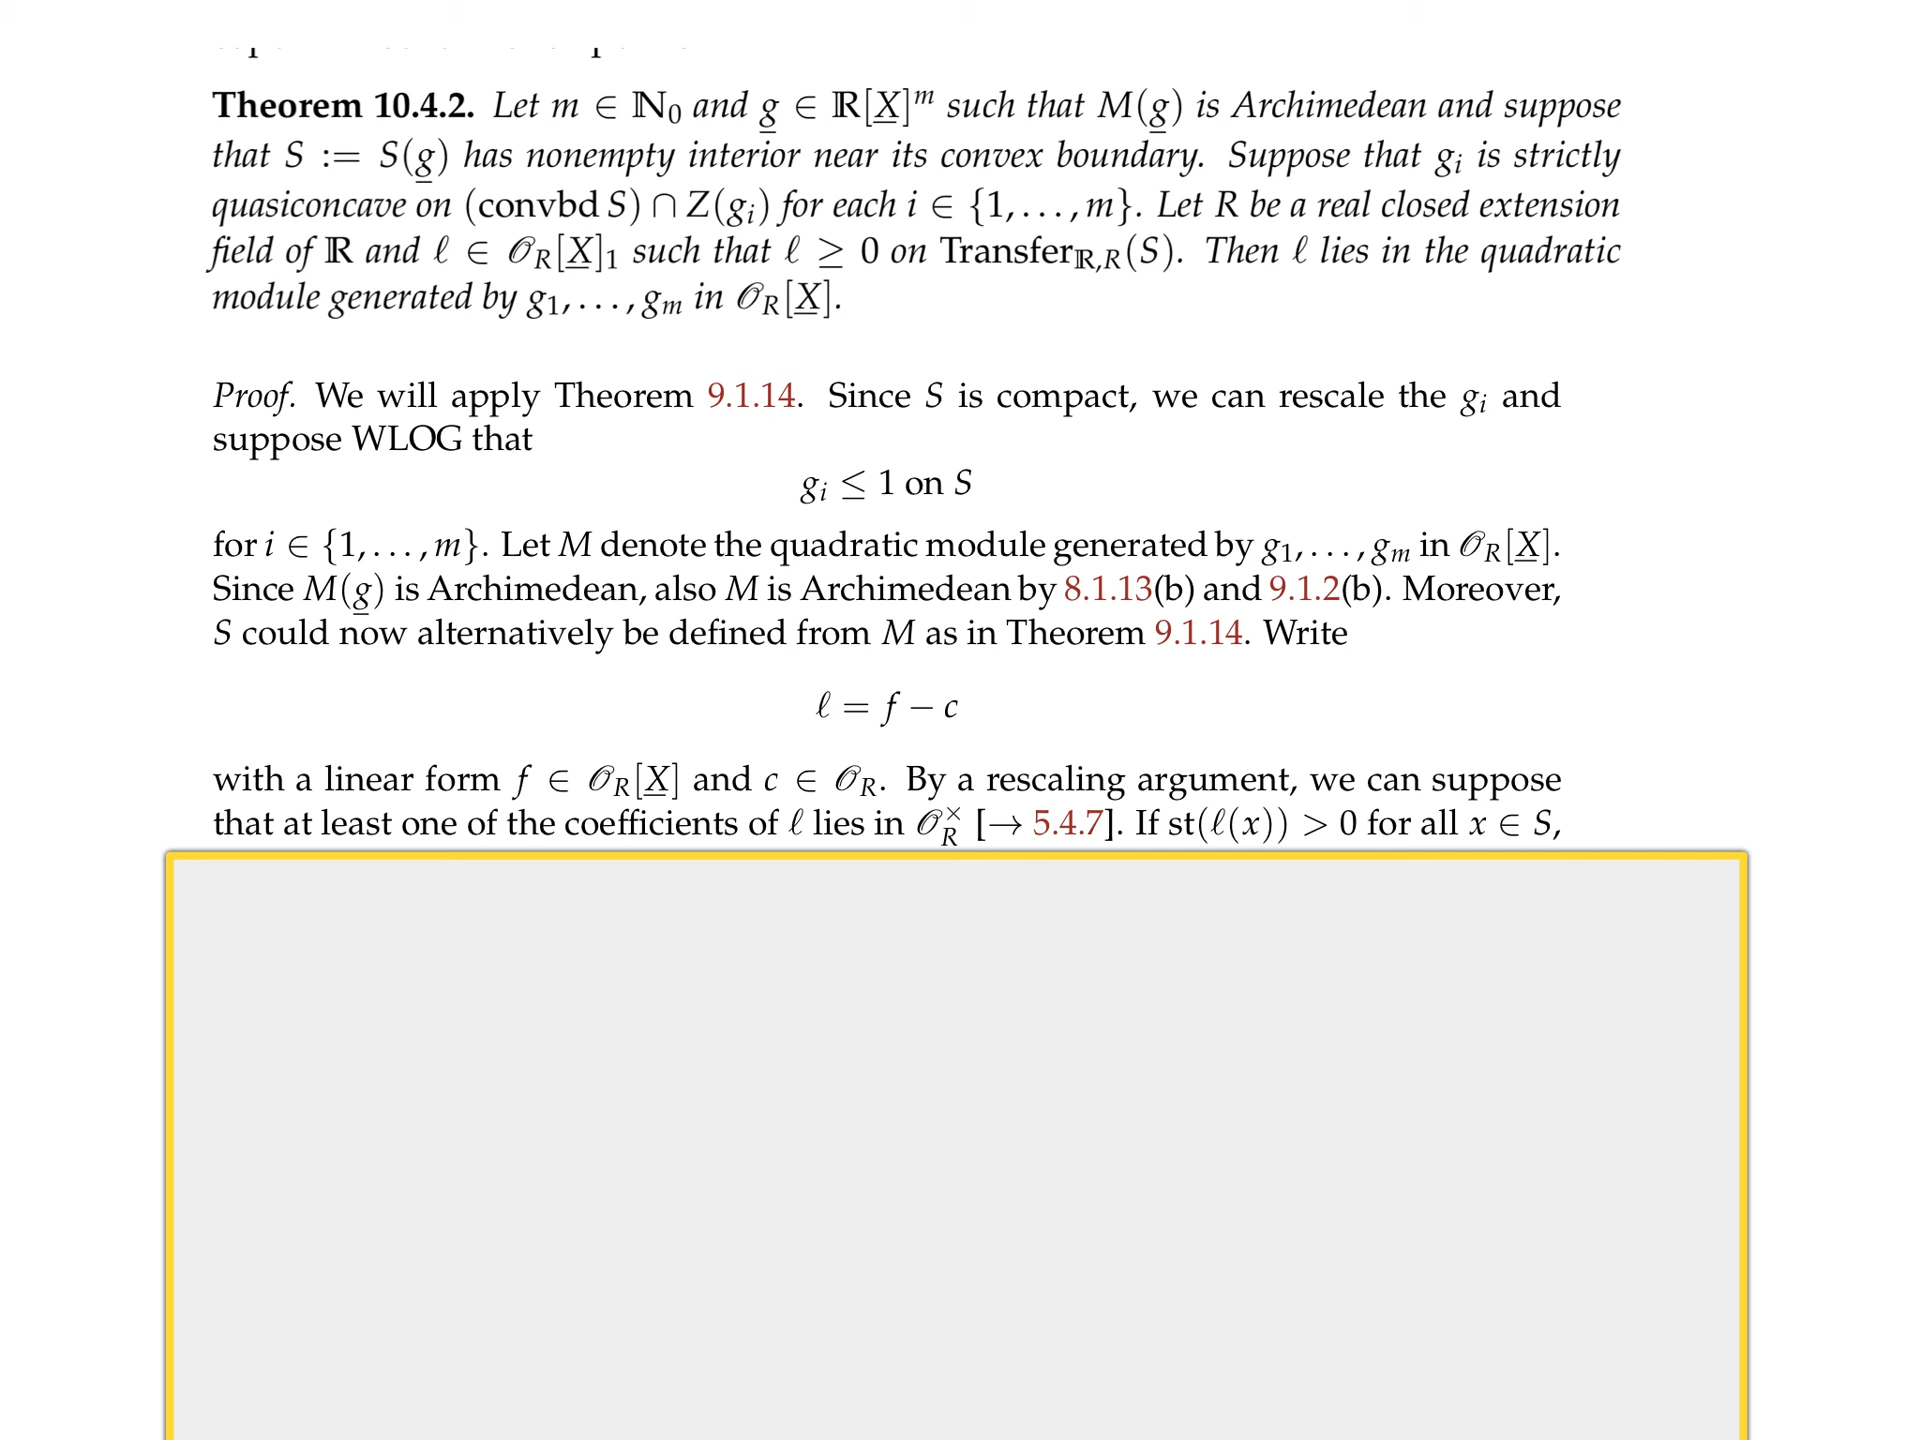 Theorem 10.4.2. Let m ∈ ℕ₀ and g̲ ∈ ℝ[X̲]ᵐ such that M(g̲) is Archimedean and suppose
that S := S(g̲) has nonempty interior near its convex boundary. Suppose that gᵢ is strictly
quasiconcave on (convbd S) ∩ Z(gᵢ) for each i ∈ {1, . . . , m}. Let R be a real closed extension
field of ℝ and ℓ ∈ 𝒪_R[X̲]₁ such that ℓ ≥ 0 on Transfer_{ℝ,R}(S). Then ℓ lies in the quadratic
module generated by g₁, . . . , gₘ in 𝒪_R[X̲].
Proof. We will apply Theorem 9.1.14. Since S is compact, we can rescale the gᵢ and
suppose WLOG that
gᵢ ≤ 1 on S
for i ∈ {1, . . . , m}. Let M denote the quadratic module generated by g₁, . . . , gₘ in 𝒪_R[X̲].
Since M(g̲) is Archimedean, also M is Archimedean by 8.1.13(b) and 9.1.2(b). Moreover,
S could now alternatively be defined from M as in Theorem 9.1.14. Write
ℓ = f − c
with a linear form f ∈ 𝒪_R[X̲] and c ∈ 𝒪_R. By a rescaling argument, we can suppose
that at least one of the coefficients of ℓ lies in 𝒪_R^× [→ 5.4.7]. If st(ℓ(x)) > 0 for all x ∈ S,